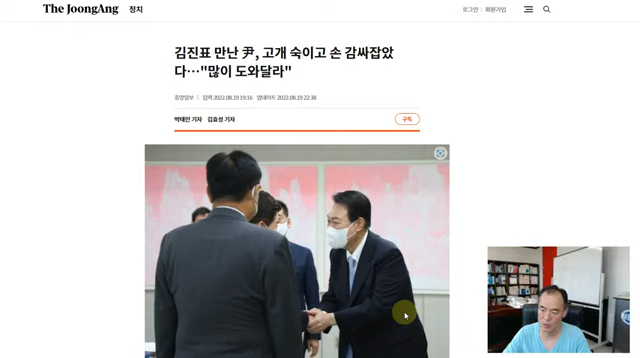 The JoongAng 정치
로그인 회원가입
김진표 만난 尹, 고개 숙이고 손 감싸잡았
다…"많이 도와달라"
중앙일보 | 입력 2022.08.19 19:16 업데이트 2022.08.19 22:38
박태인 기자 김효성 기자
구독